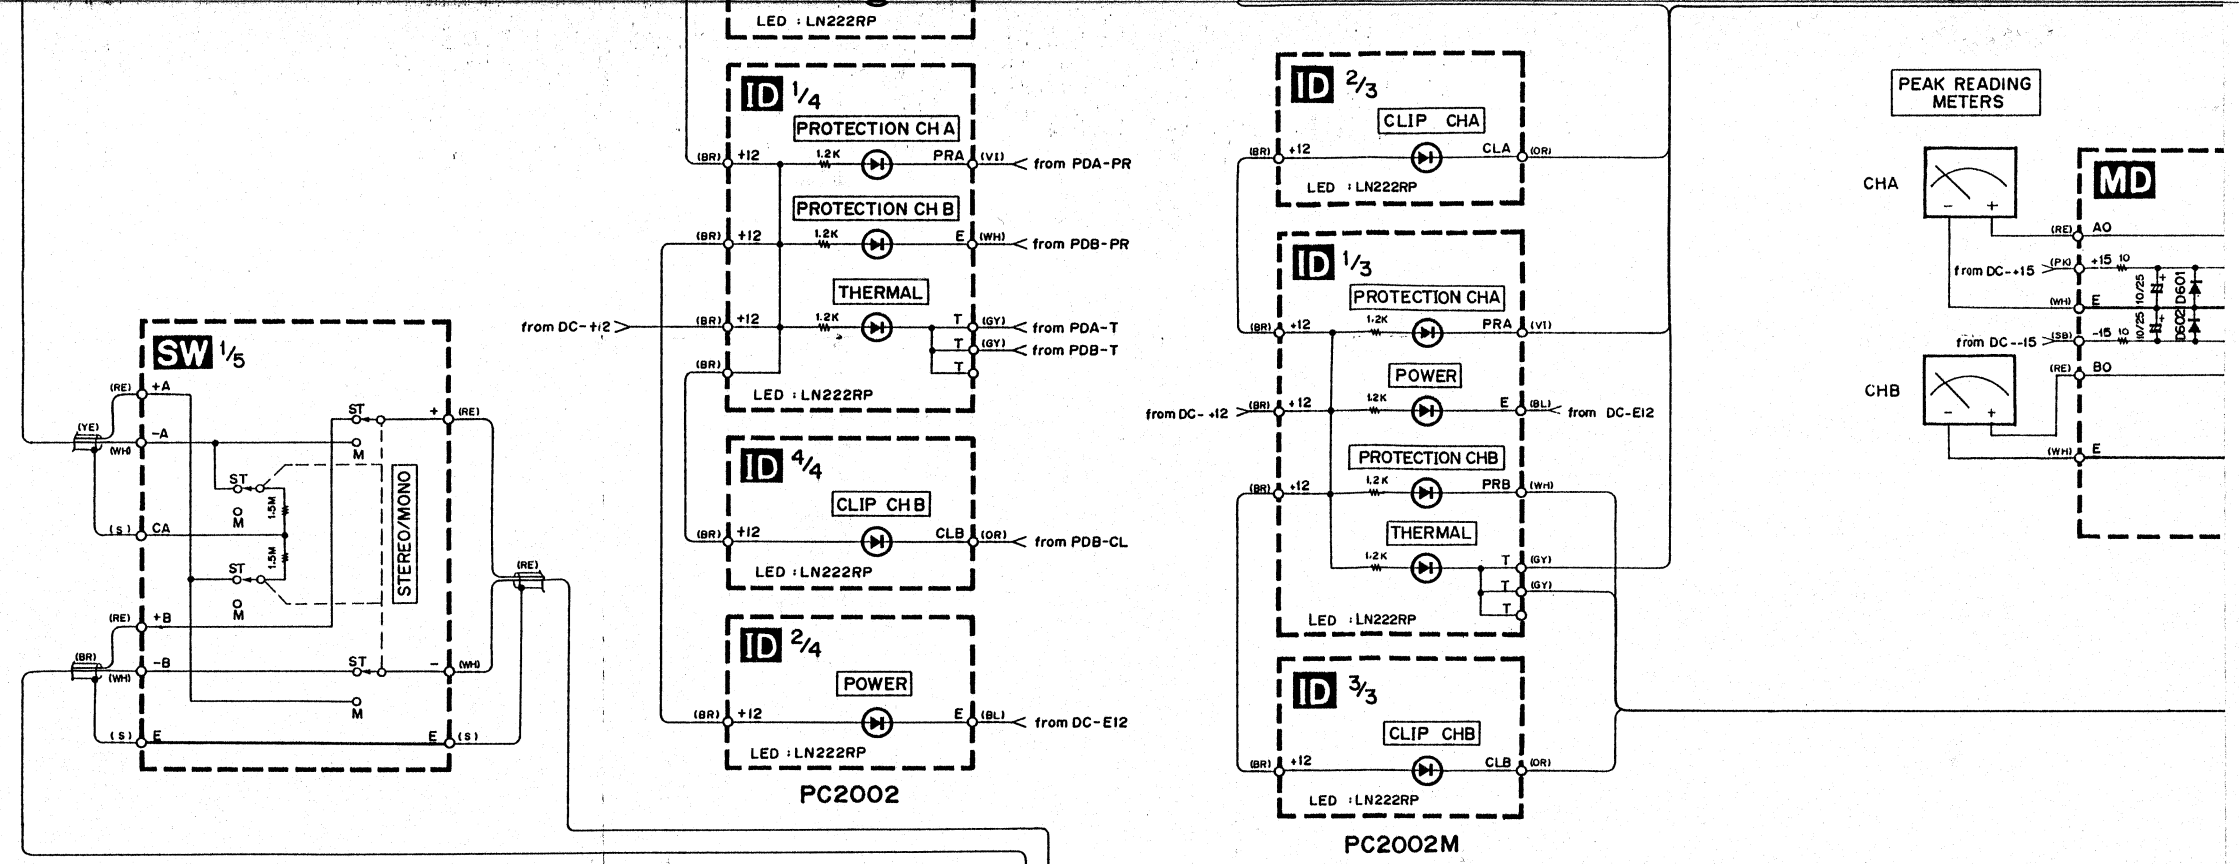 LED : LN222RP
ID 1/4
PROTECTION CH A
(BR) +12 1.2K PRA (VI) from PDA-PR
PROTECTION CH B
(BR) +12 1.2K E (WH) from PDB-PR
THERMAL
from DC-+12 (BR) +12 1.2K T (GY) from PDA-T
T (GY) from PDB-T
(BR) T
LED : LN222RP
ID 4/4
CLIP CH B
(BR) +12 CLB (OR) from PDB-CL
LED : LN222RP
ID 2/4
POWER
(BR) +12 E (BL) from DC-E12
LED : LN222RP
PC2002
SW 1/5
(RE) +A
ST + (RE)
(YE)
-A
(WH)
M
ST
1.5M
M
(S) CA
1.5M
ST
M
STEREO/MONO
(RE)
(RE) +B
(BR)
-B ST - (WH)
(WH)
M
(S) E E (S)
ID 2/3
CLIP CHA
(BR) +12 CLA (OR)
LED : LN222RP
ID 1/3
PROTECTION CHA
(BR) +12 1.2K PRA (VI)
POWER
from DC-+12 (BR) +12 1.2K E (BL) from DC-E12
PROTECTION CHB
(BR) +12 1.2K PRB (WH)
THERMAL
1.2K T (GY)
T (GY)
T
LED : LN222RP
ID 3/3
CLIP CHB
(BR) +12 CLB (OR)
LED : LN222RP
PC2002M
PEAK READING
METERS
MD
CHA
- +
(RE) AO
from DC-+15 (PK) +15 10
10/25 + D601
(WH) E
10/25 + D602
from DC--15 (SB) -15 10
CHB
- +
(RE) BO
(WH) E